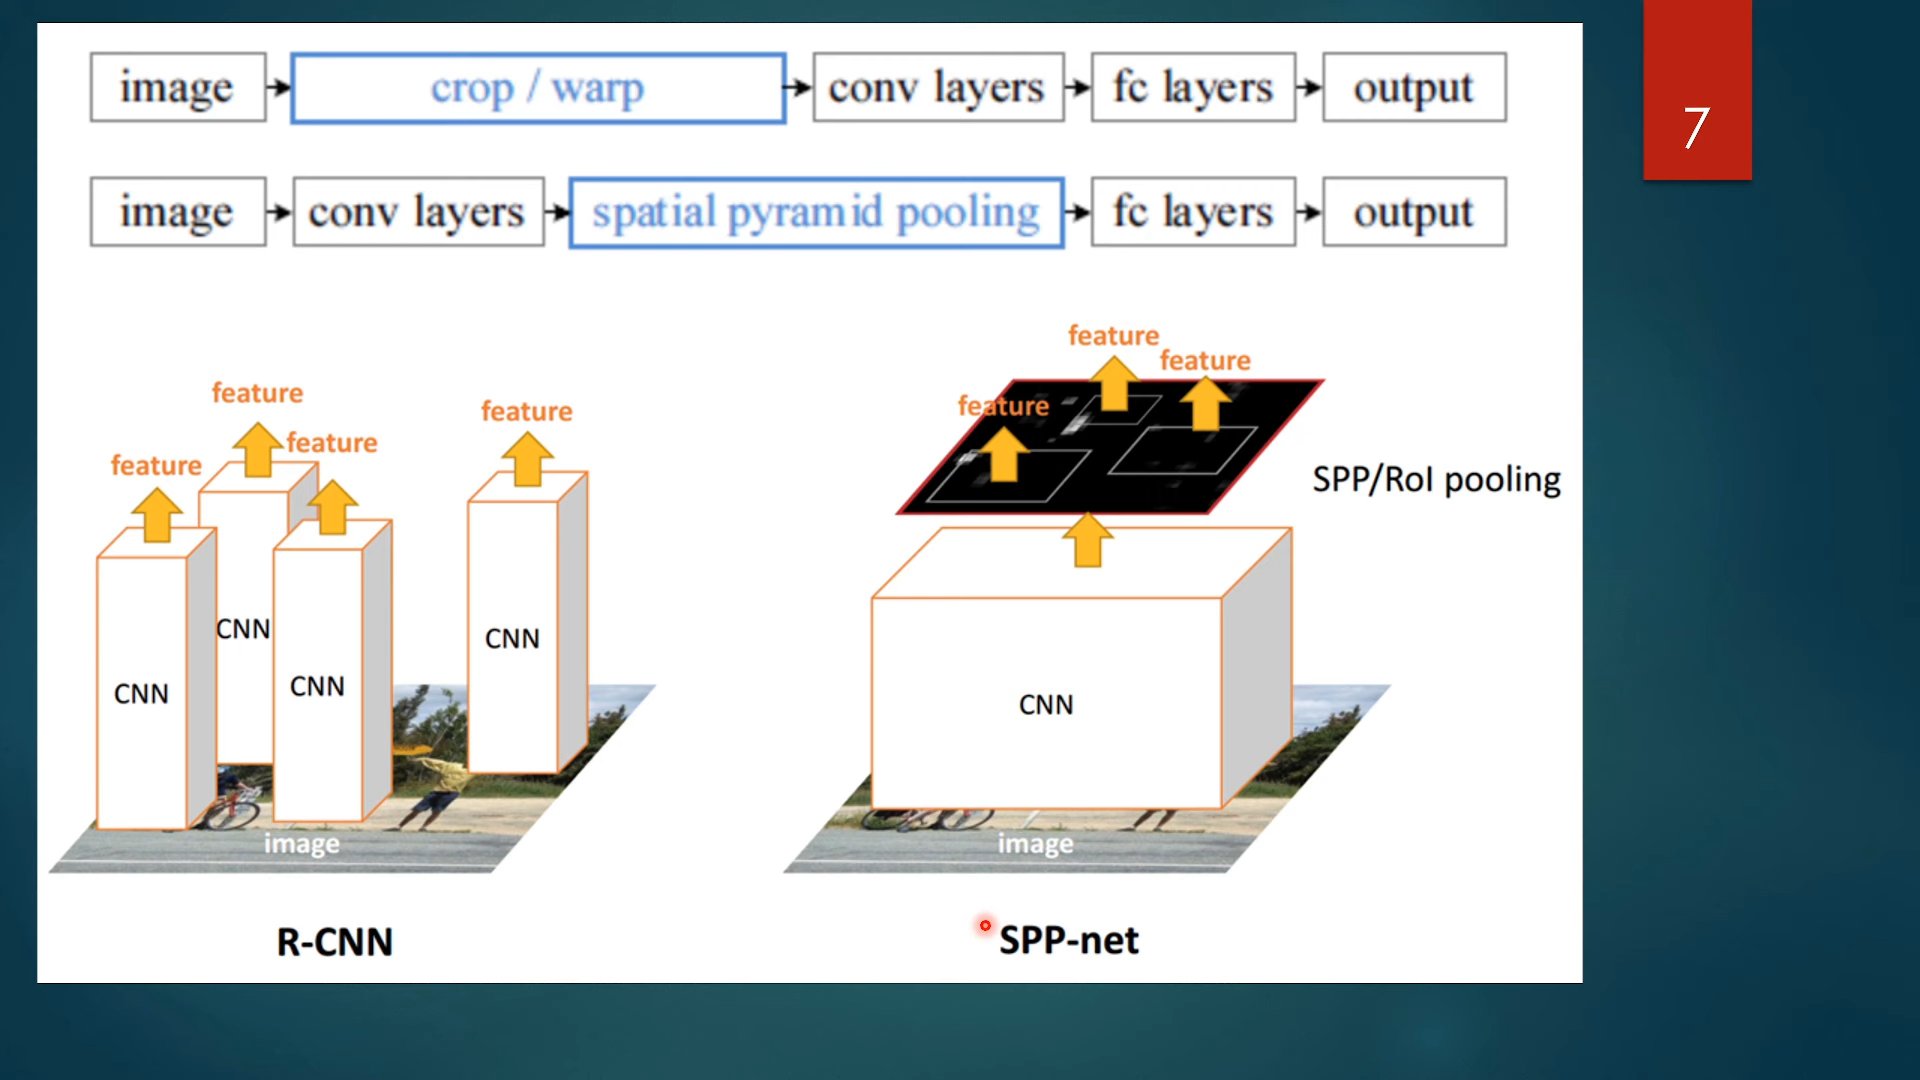 image crop / warp conv layers fc layers output
7
image conv layers spatial pyramid pooling fc layers output
feature
feature
feature
feature
CNN
CNN
CNN
CNN
image
R-CNN
feature
feature
feature
SPP/RoI pooling
CNN
image
SPP-net